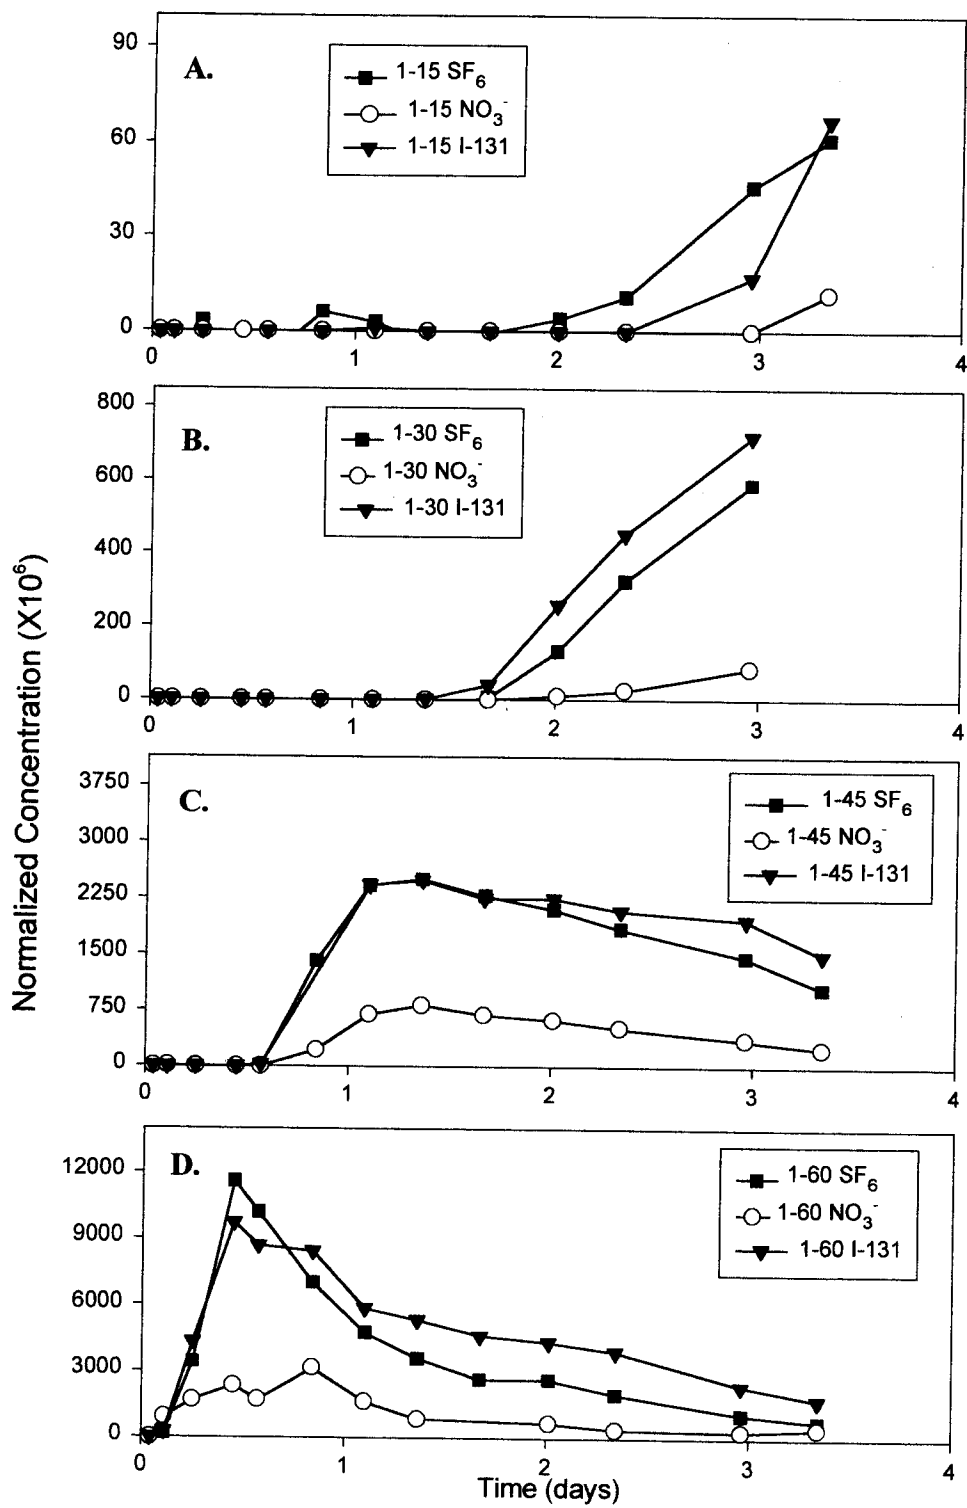 A.
1-15 SF6
1-15 NO3-
1-15 I-131
90
60
30
0
0 1 2 3 4
B.
1-30 SF6
1-30 NO3-
1-30 I-131
800
600
400
200
0
0 1 2 3 4
Normalized Concentration (X10^6)
C.
1-45 SF6
1-45 NO3-
1-45 I-131
3750
3000
2250
1500
750
0
0 1 2 3 4
D.
1-60 SF6
1-60 NO3-
1-60 I-131
12000
9000
6000
3000
0
0 1 2 3 4
Time (days)